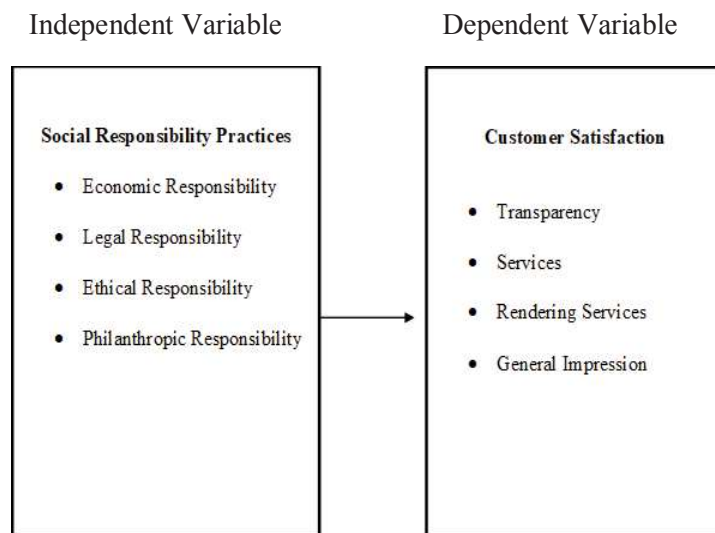 Independent Variable
Dependent Variable
Social Responsibility Practices
• Economic Responsibility
• Legal Responsibility
• Ethical Responsibility
• Philanthropic Responsibility
Customer Satisfaction
• Transparency
• Services
• Rendering Services
• General Impression